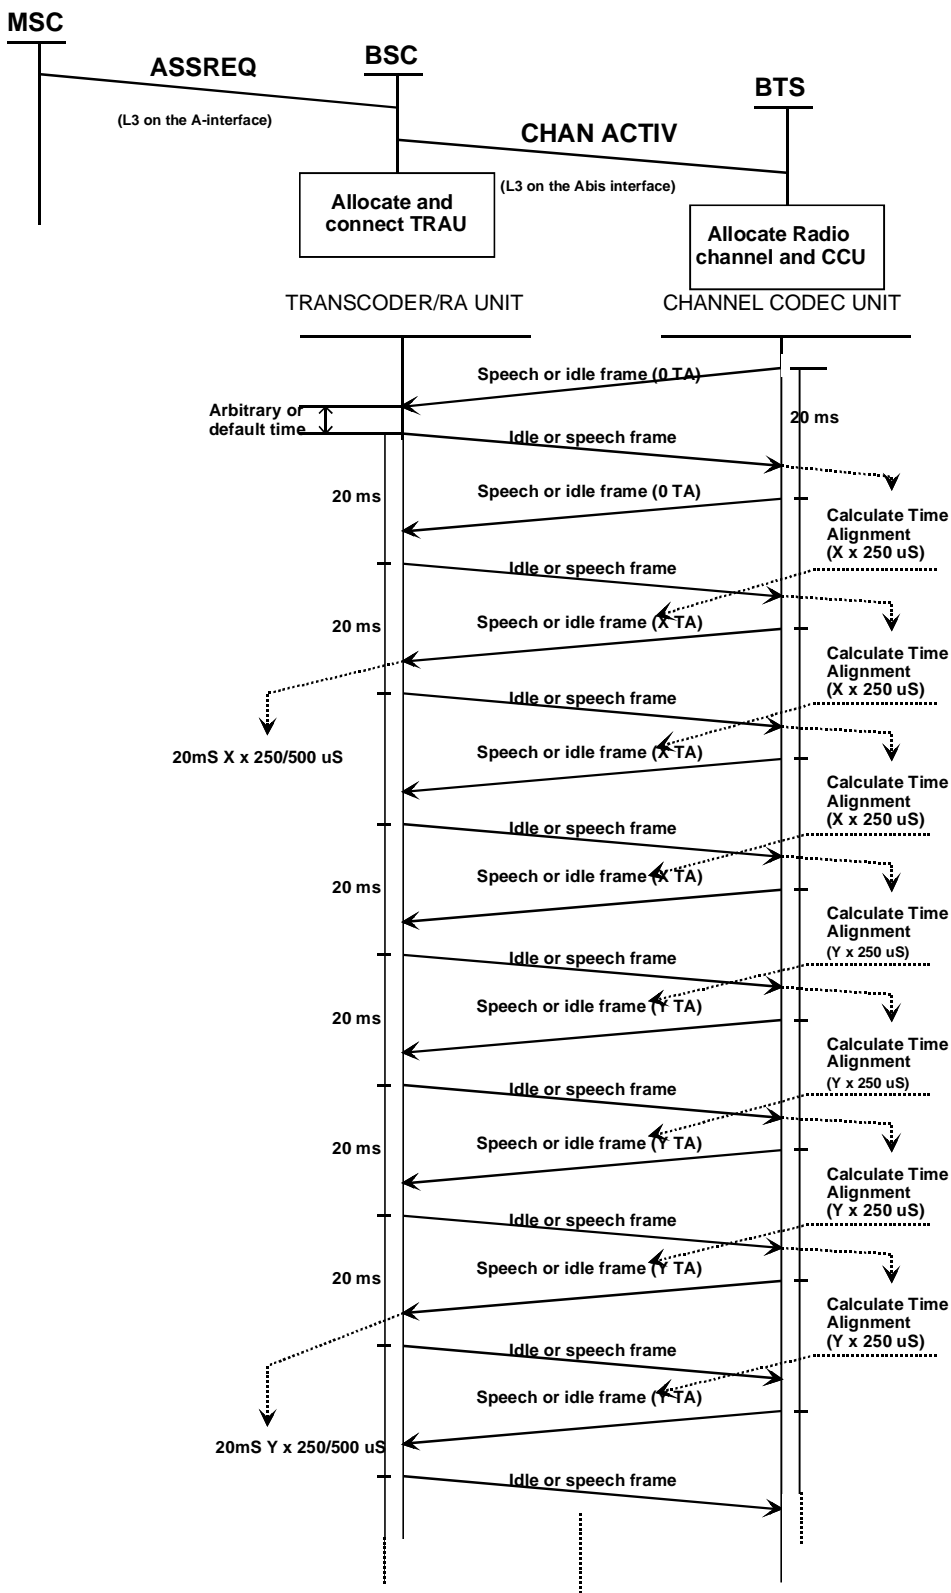 MSC
BSC
ASSREQ
BTS
(L3 on the A-interface)
CHAN ACTIV
(L3 on the Abis interface)
Allocate and
connect TRAU
Allocate Radio
channel and CCU
TRANSCODER/RA UNIT
CHANNEL CODEC UNIT
Speech or idle frame (0 TA)
Arbitrary or
default time
20 ms
Idle or speech frame
20 ms
Speech or idle frame (0 TA)
Calculate Time
Alignment
(X x 250 uS)
Idle or speech frame
20 ms
Speech or idle frame (X TA)
Calculate Time
Alignment
(X x 250 uS)
Idle or speech frame
20mS X x 250/500 uS
Speech or idle frame (X TA)
Calculate Time
Alignment
(X x 250 uS)
Idle or speech frame
20 ms
Speech or idle frame (X TA)
Calculate Time
Alignment
(Y x 250 uS)
Idle or speech frame
20 ms
Speech or idle frame (Y TA)
Calculate Time
Alignment
(Y x 250 uS)
Idle or speech frame
20 ms
Speech or idle frame (Y TA)
Calculate Time
Alignment
(Y x 250 uS)
Idle or speech frame
20 ms
Speech or idle frame (Y TA)
Calculate Time
Alignment
(Y x 250 uS)
Idle or speech frame
Speech or idle frame (Y TA)
20mS Y x 250/500 uS
Idle or speech frame